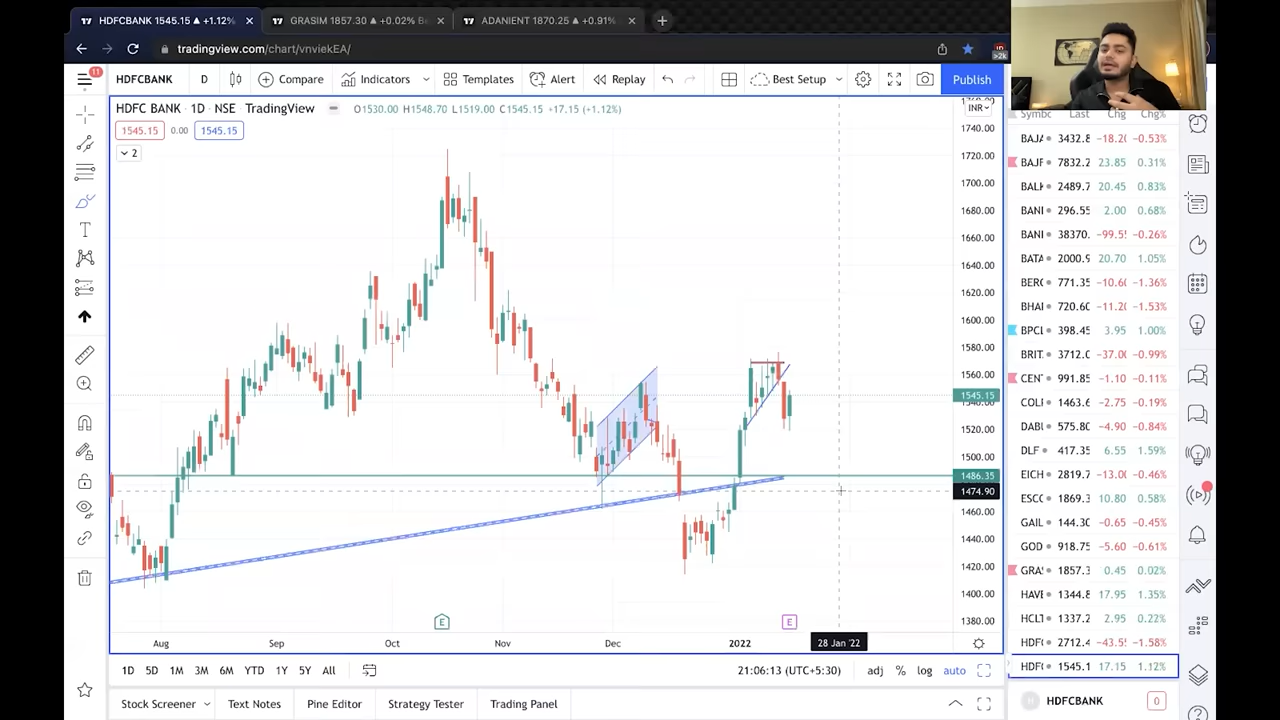 HDFCBANK 1545.15 ▲ +1.12%
GRASIM 1857.30 ▲ +0.02%
ADANIENT 1870.25 ▲ +0.91%
tradingview.com/chart/vnviekEA/
11
HDFCBANK
D
Compare
Indicators
Templates
Alert
Replay
Best Setup
Publish
HDFC BANK · 1D · NSE · TradingView
O1530.00 H1548.70 L1519.00 C1545.15 +17.15 (+1.12%)
INR
1545.15 0.00 1545.15
2
1740.00
1720.00
1700.00
1680.00
1660.00
1640.00
1620.00
1600.00
1580.00
1560.00
1545.15
1540.00
1520.00
1500.00
1486.35
1474.90
1460.00
1440.00
1420.00
1400.00
1380.00
E
E
Aug Sep Oct Nov Dec 2022 28 Jan '22
1D 5D 1M 3M 6M YTD 1Y 5Y All
21:06:13 (UTC+5:30) adj % log auto
Stock Screener Text Notes Pine Editor Strategy Tester Trading Panel
Last Chg Chg%
BAJA 3432.8 −18.20 −0.53%
BAJF 7832.2 23.85 0.31%
BALK 2489.7 20.45 0.83%
BANI 296.55 2.00 0.68%
BANI 38370. −99.55 −0.26%
BATA 2000.9 20.70 1.05%
BERG 771.35 −10.60 −1.36%
BHAI 720.60 −11.20 −1.53%
BPCL 398.45 3.95 1.00%
BRIT 3712.0 −37.00 −0.99%
CEN 991.85 −1.10 −0.11%
COLI 1463.6 −2.75 −0.19%
DABI 575.80 −4.90 −0.84%
DLF 417.35 6.55 1.59%
EICH 2819.7 −13.00 −0.46%
ESCO 1869.3 10.80 0.58%
GAIL 144.30 −0.65 −0.45%
GOD 918.75 −5.60 −0.61%
GRA 1857.3 0.45 0.02%
HAVE 1344.8 17.95 1.35%
HCLT 1337.2 2.95 0.22%
HDFC 2712.4 −43.55 −1.58%
HDFC 1545.1 17.15 1.12%
H HDFCBANK 0